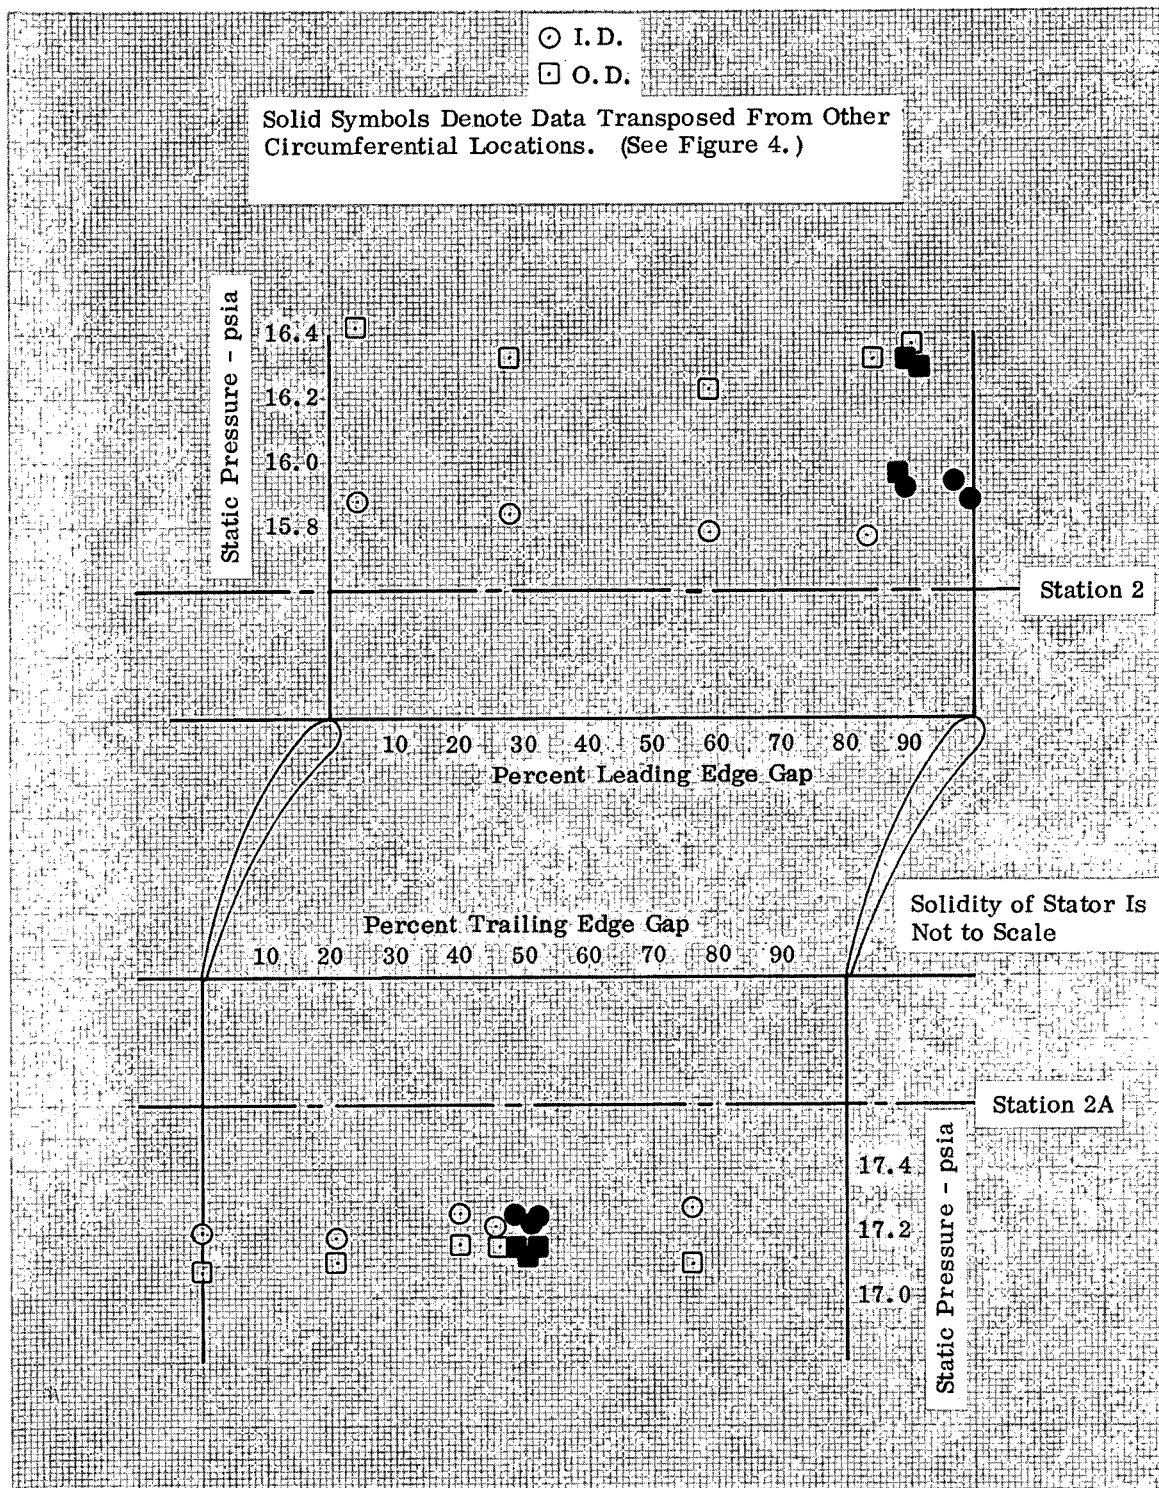 I.D.
O.D.
Solid Symbols Denote Data Transposed From Other
Circumferential Locations. (See Figure 4.)
Static Pressure - psia
16.4
16.2
16.0
15.8
Station 2
10 20 30 40 50 60 70 80 90
Percent Leading Edge Gap
Solidity of Stator Is
Not to Scale
Percent Trailing Edge Gap
10 20 30 40 50 60 70 80 90
Station 2A
17.4
17.2
17.0
Static Pressure - psia